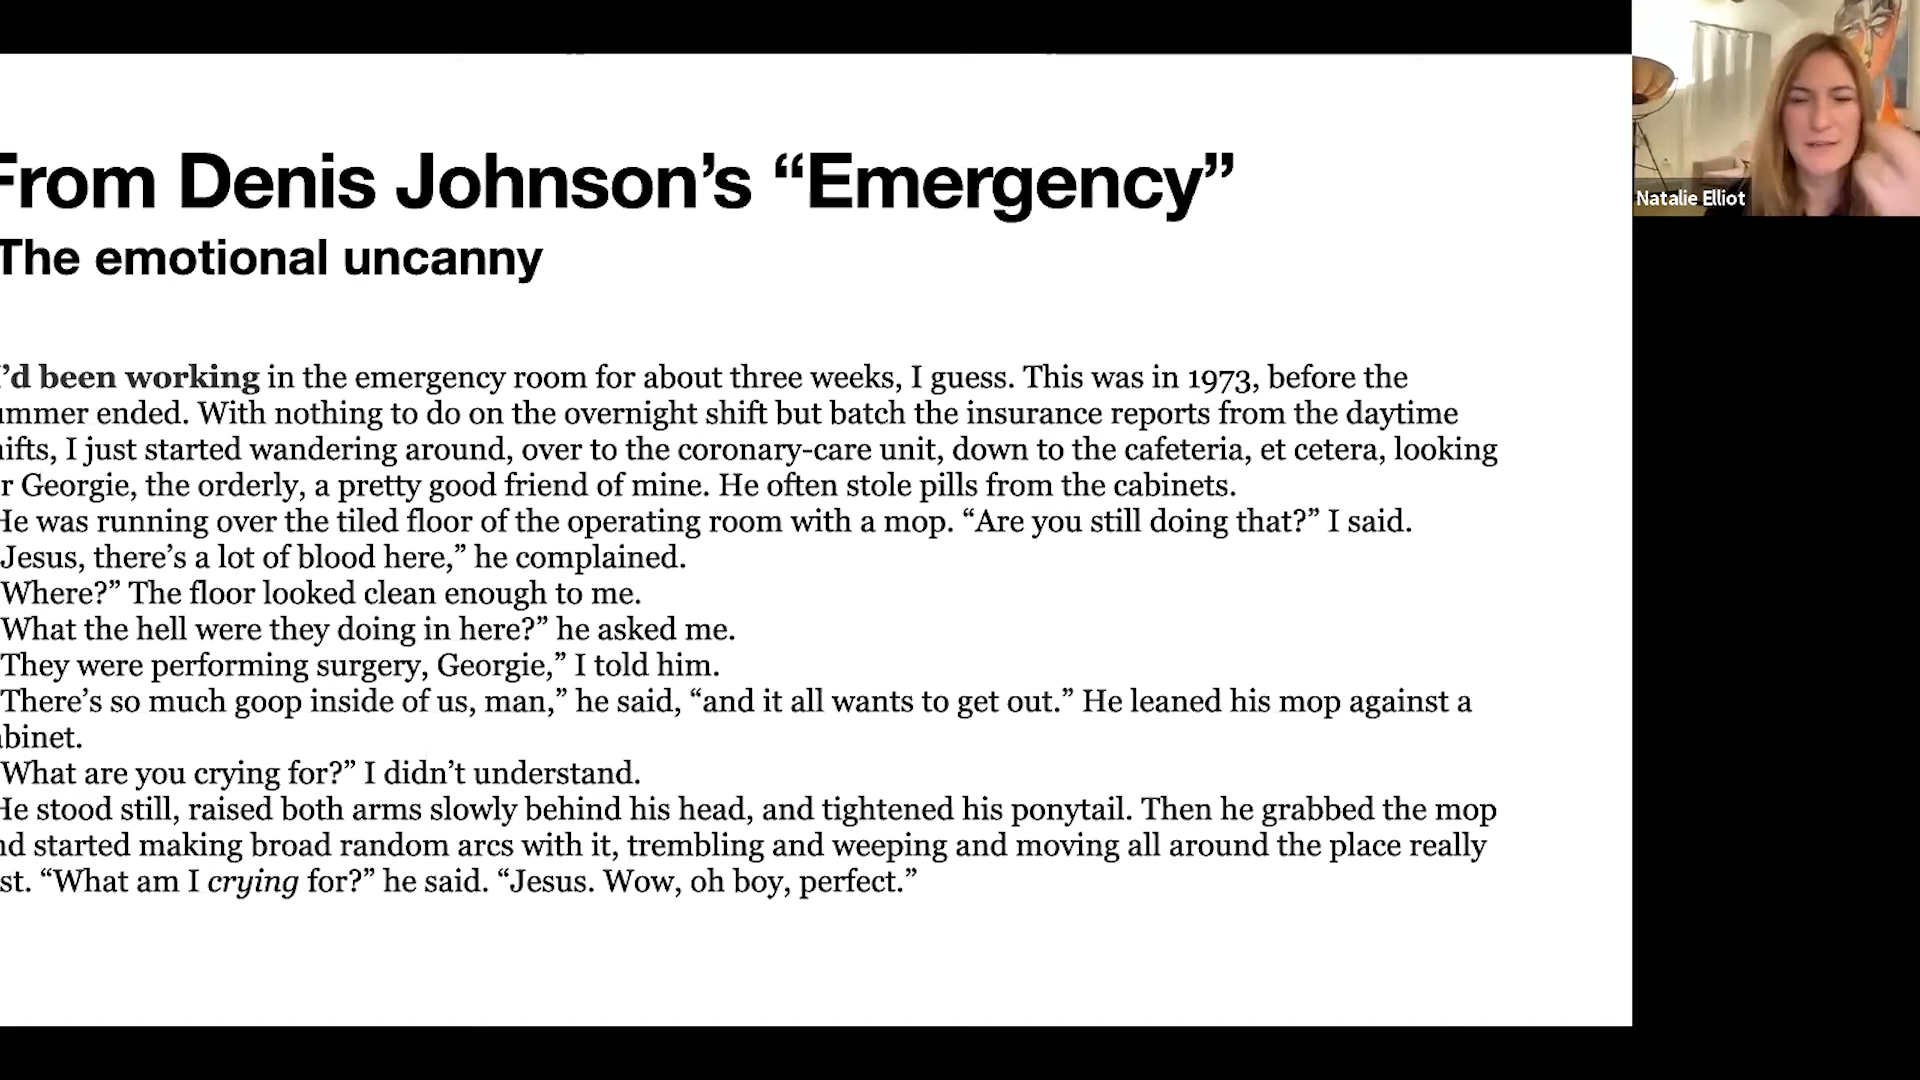 From Denis Johnson’s “Emergency”
The emotional uncanny
I’d been working in the emergency room for about three weeks, I guess. This was in 1973, before the
ummer ended. With nothing to do on the overnight shift but batch the insurance reports from the daytime
hifts, I just started wandering around, over to the coronary-care unit, down to the cafeteria, et cetera, looking
r Georgie, the orderly, a pretty good friend of mine. He often stole pills from the cabinets.
He was running over the tiled floor of the operating room with a mop. “Are you still doing that?” I said.
Jesus, there’s a lot of blood here,” he complained.
Where?” The floor looked clean enough to me.
What the hell were they doing in here?” he asked me.
They were performing surgery, Georgie,” I told him.
There’s so much goop inside of us, man,” he said, “and it all wants to get out.” He leaned his mop against a
abinet.
What are you crying for?” I didn’t understand.
He stood still, raised both arms slowly behind his head, and tightened his ponytail. Then he grabbed the mop
nd started making broad random arcs with it, trembling and weeping and moving all around the place really
st. “What am I crying for?” he said. “Jesus. Wow, oh boy, perfect.”
Natalie Elliot